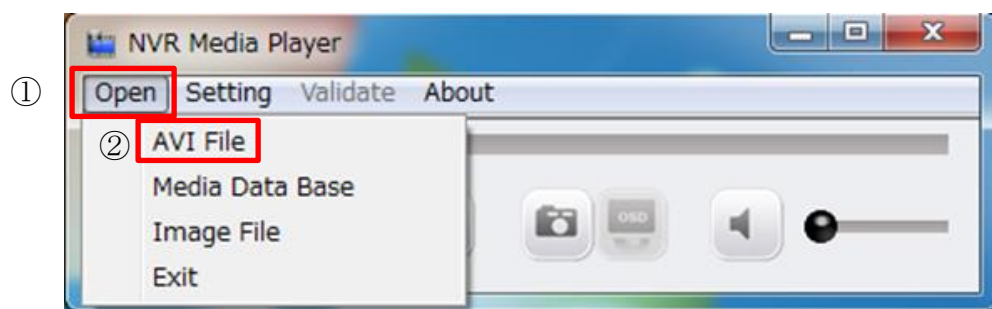 NVR Media Player
① Open Setting Validate About
② AVI File
Media Data Base
Image File
Exit
OSD